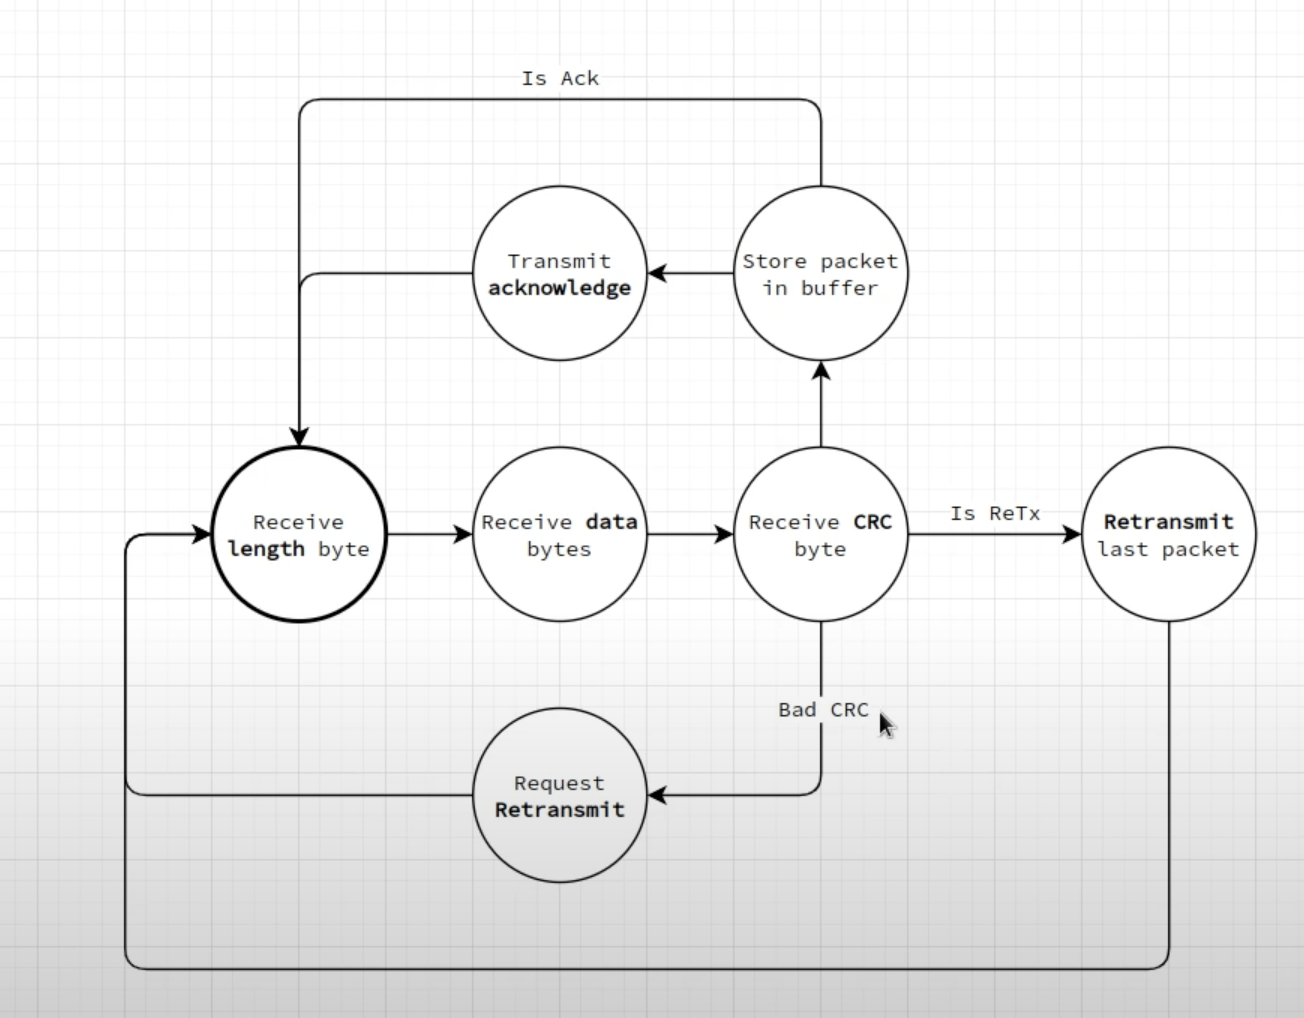 Is Ack
Transmit
acknowledge
Store packet
in buffer
Receive
length byte
Receive data
bytes
Receive CRC
byte
Is ReTx
Retransmit
last packet
Bad CRC
Request
Retransmit